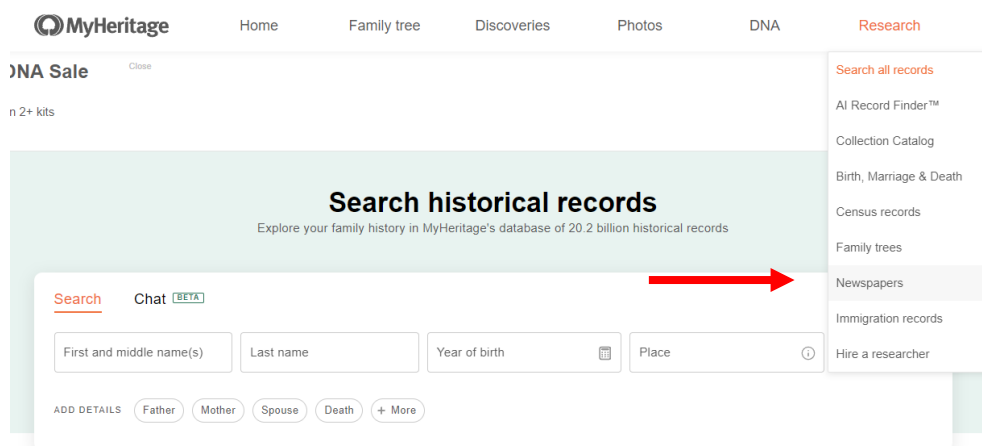 MyHeritage Home Family tree Discoveries Photos DNA Research
DNA Sale Close
n 2+ kits
Search all records
AI Record Finder™
Collection Catalog
Birth, Marriage & Death
Census records
Family trees
Newspapers
Immigration records
Hire a researcher
Search historical records
Explore your family history in MyHeritage's database of 20.2 billion historical records
Search Chat BETA
First and middle name(s) Last name Year of birth Place
ADD DETAILS Father Mother Spouse Death + More